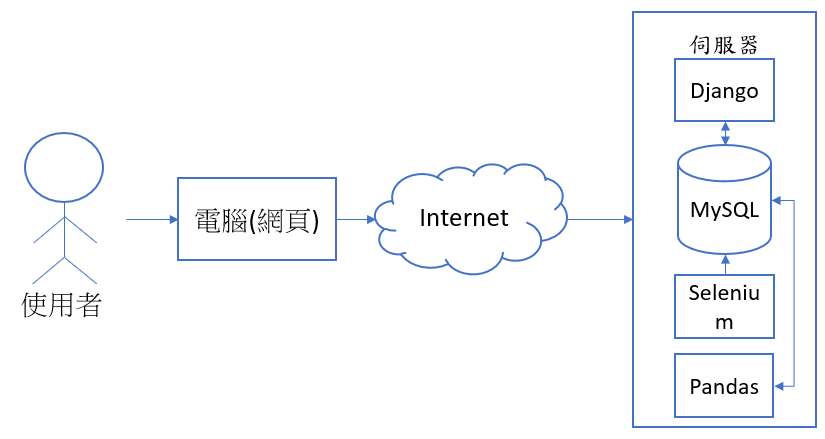 使用者
電腦(網頁)
Internet
伺服器
Django
MySQL
Seleniu
m
Pandas